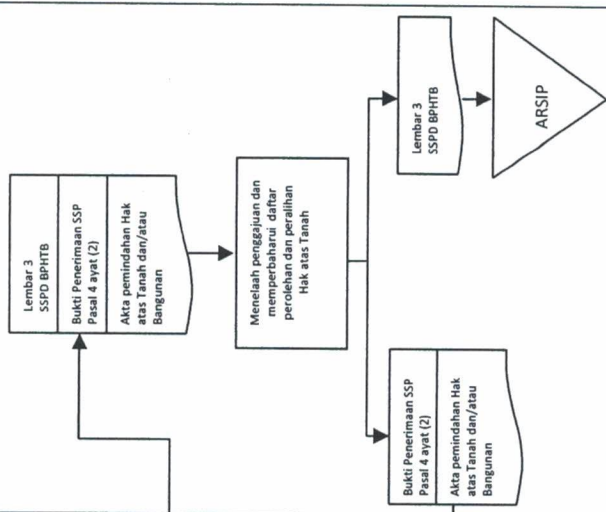 Lembar 3
SSPD BPHTB
Bukti Penerimaan SSP
Pasal 4 ayat (2)
Akta pemindahan Hak
atas Tanah dan/atau
Bangunan
Menelaah penggajuan dan
memperbaharui daftar
perolehan dan peralihan
Hak atas Tanah
Lembar 3
SSPD BPHTB
ARSIP
Bukti Penerimaan SSP
Pasal 4 ayat (2)
Akta pemindahan Hak
atas Tanah dan/atau
Bangunan